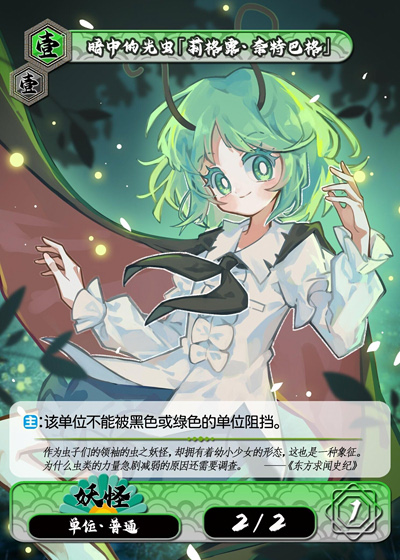 壹
壹
暗中的光虫「莉格露·奈特巴格」
主:该单位不能被黑色或绿色的单位阻挡。
作为虫子们的领袖的虫之妖怪，却拥有着幼小少女的形态，这也是一种象征。
为什么虫类的力量急剧减弱的原因还需要调查。 ——《东方求闻史纪》
妖怪
单位·普通
2/2
1